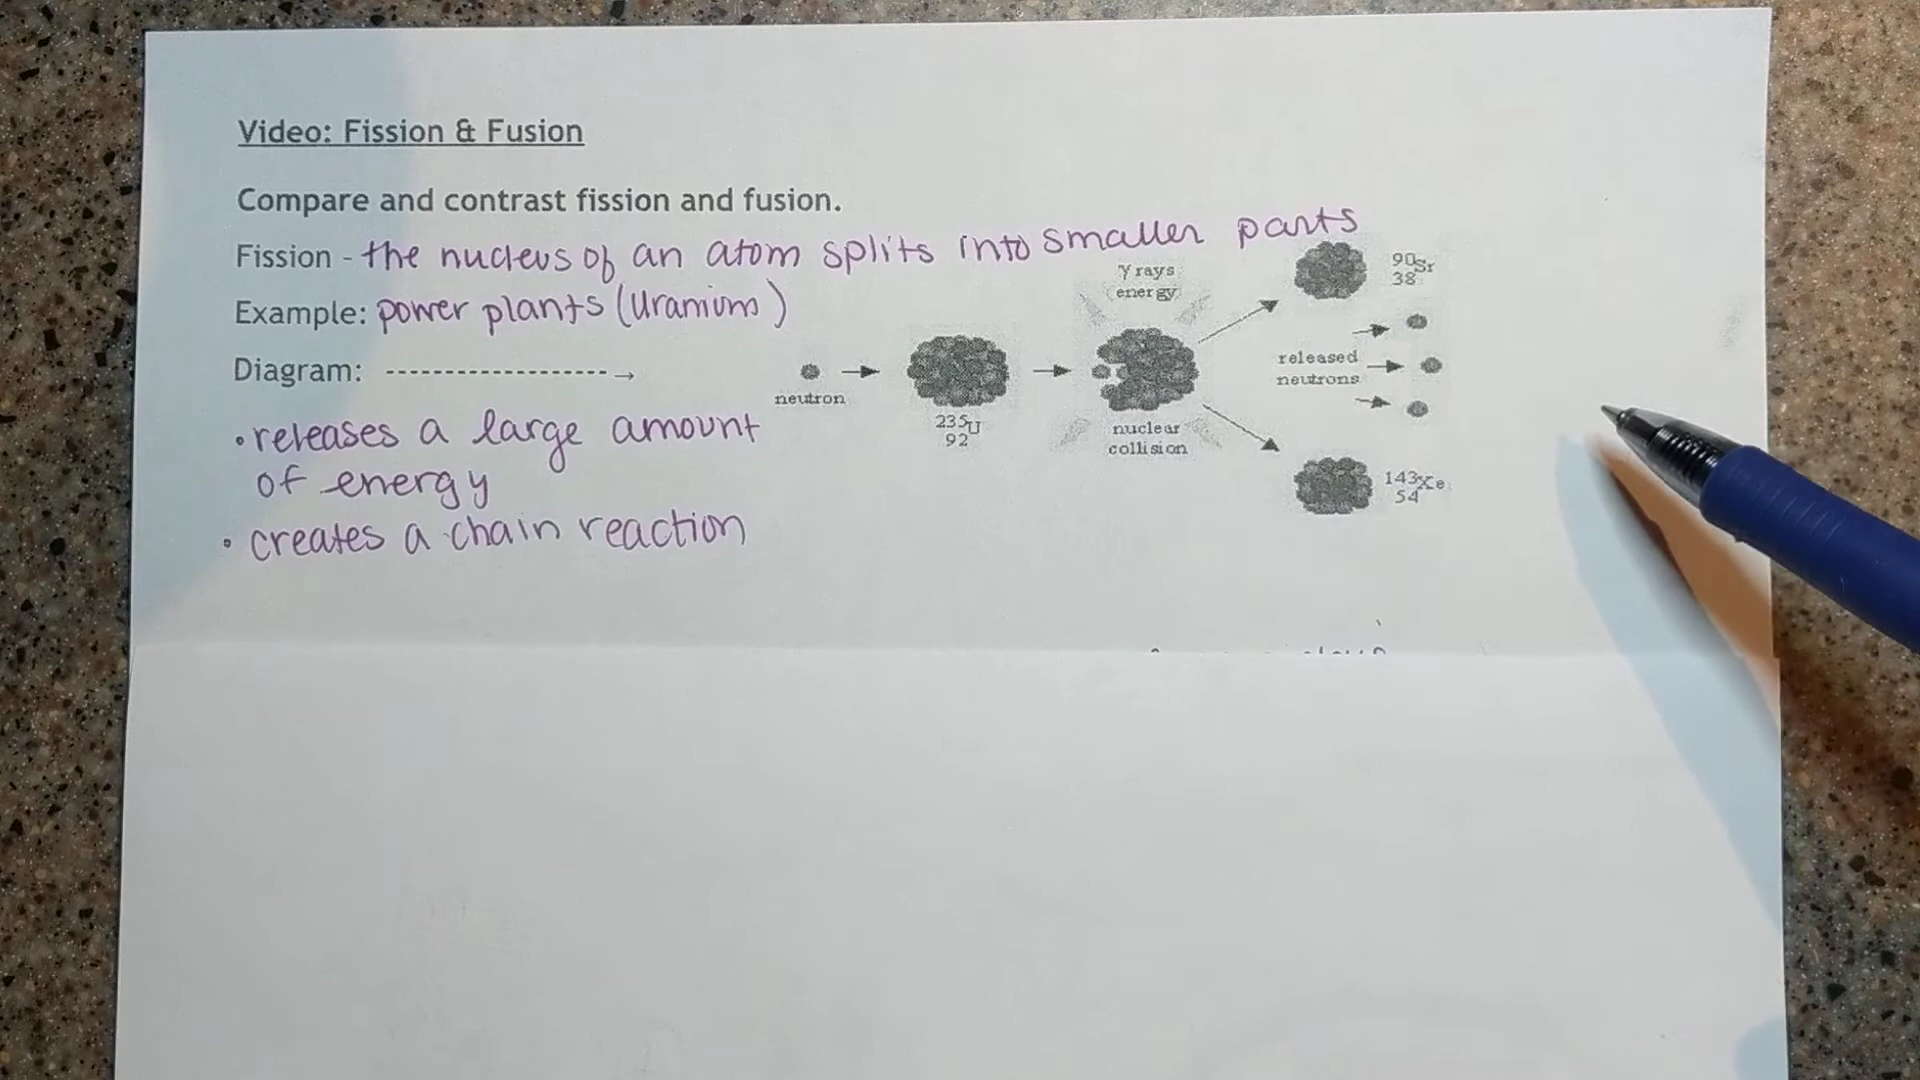 Video: Fission & Fusion
Compare and contrast fission and fusion.
Fission - the nucleus of an atom splits into smaller parts
Example: power plants (Uranium)
Diagram: ------------------→
• releases a large amount
of energy
• creates a chain reaction
neutron
235
92 U
γ rays
energy
nuclear
collision
90
38 Sr
released
neutrons
143
54 Xe